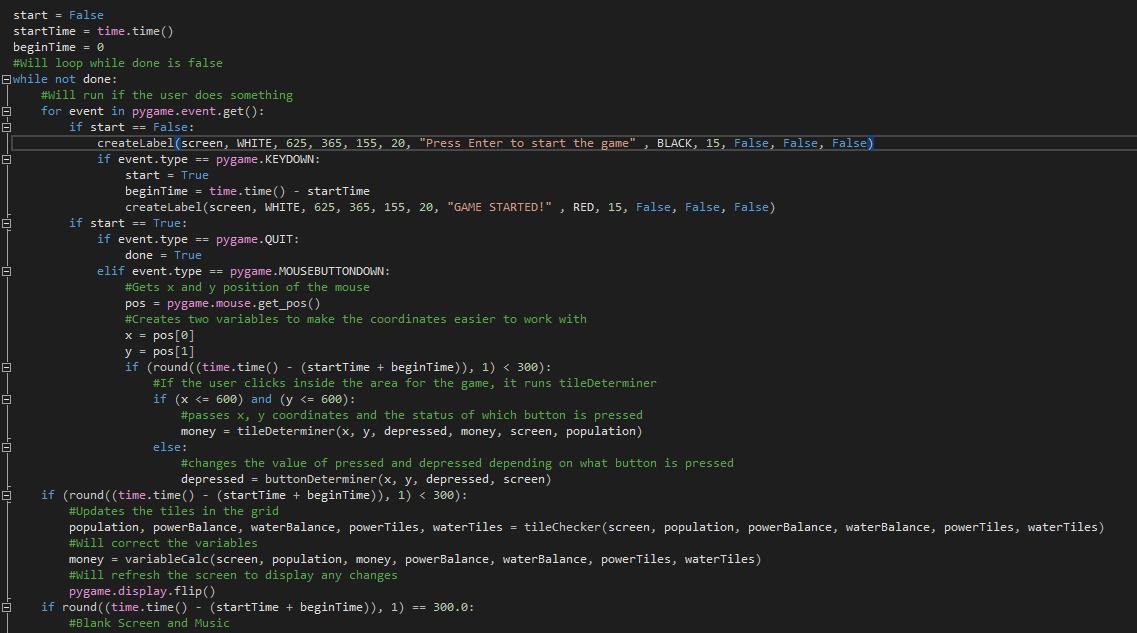 start = False
startTime = time.time()
beginTime = 0
#Will loop while done is false
while not done:
    #Will run if the user does something
    for event in pygame.event.get():
        if start == False:
            createLabel(screen, WHITE, 625, 365, 155, 20, "Press Enter to start the game" , BLACK, 15, False, False, False)
            if event.type == pygame.KEYDOWN:
                start = True
                beginTime = time.time() - startTime
                createLabel(screen, WHITE, 625, 365, 155, 20, "GAME STARTED!" , RED, 15, False, False, False)
        if start == True:
            if event.type == pygame.QUIT:
                done = True
            elif event.type == pygame.MOUSEBUTTONDOWN:
                #Gets x and y position of the mouse
                pos = pygame.mouse.get_pos()
                #Creates two variables to make the coordinates easier to work with
                x = pos[0]
                y = pos[1]
                if (round((time.time() - (startTime + beginTime)), 1) < 300):
                    #If the user clicks inside the area for the game, it runs tileDeterminer
                    if (x <= 600) and (y <= 600):
                        #passes x, y coordinates and the status of which button is pressed
                        money = tileDeterminer(x, y, depressed, money, screen, population)
                    else:
                        #changes the value of pressed and depressed depending on what button is pressed
                        depressed = buttonDeterminer(x, y, depressed, screen)
    if (round((time.time() - (startTime + beginTime)), 1) < 300):
        #Updates the tiles in the grid
        population, powerBalance, waterBalance, powerTiles, waterTiles = tileChecker(screen, population, powerBalance, waterBalance, powerTiles, waterTiles)
        #Will correct the variables
        money = variableCalc(screen, population, money, powerBalance, waterBalance, powerTiles, waterTiles)
        #Will refresh the screen to display any changes
        pygame.display.flip()
    if round((time.time() - (startTime + beginTime)), 1) == 300.0:
        #Blank Screen and Music